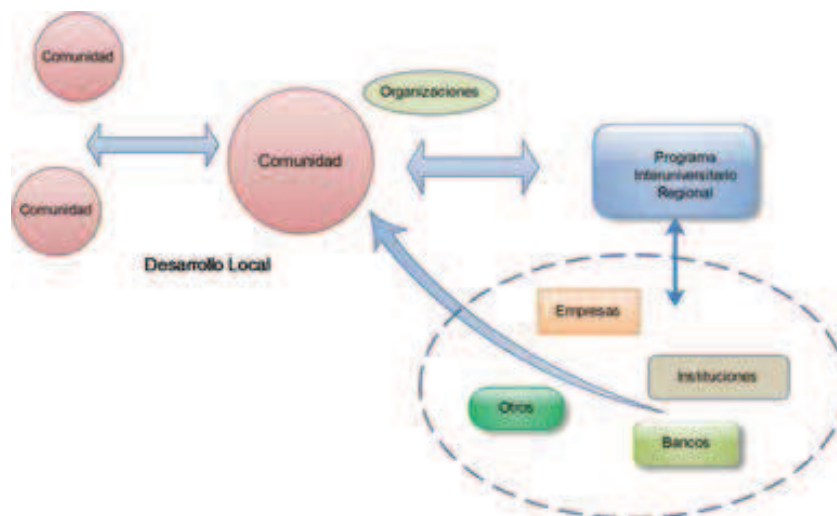 Comunidad
Organizaciones
Comunidad
Programa
Interuniversitario
Regional
Comunidad
Desarrollo Local
Empresas
Instituciones
Otros
Bancos